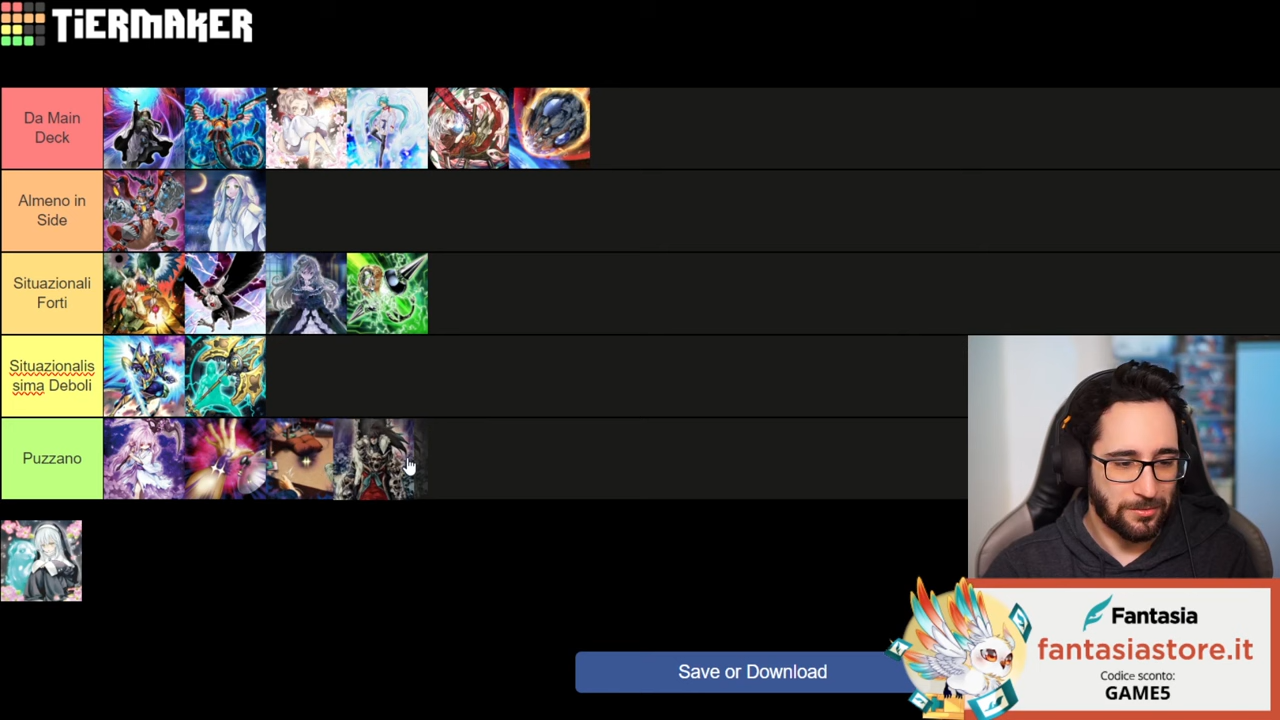 TiERMAKER
Da Main
Deck
Almeno in
Side
Situazionali
Forti
Situazionalis
sima Deboli
Puzzano
Save or Download
Fantasia
fantasiastore.it
Codice sconto:
GAME5